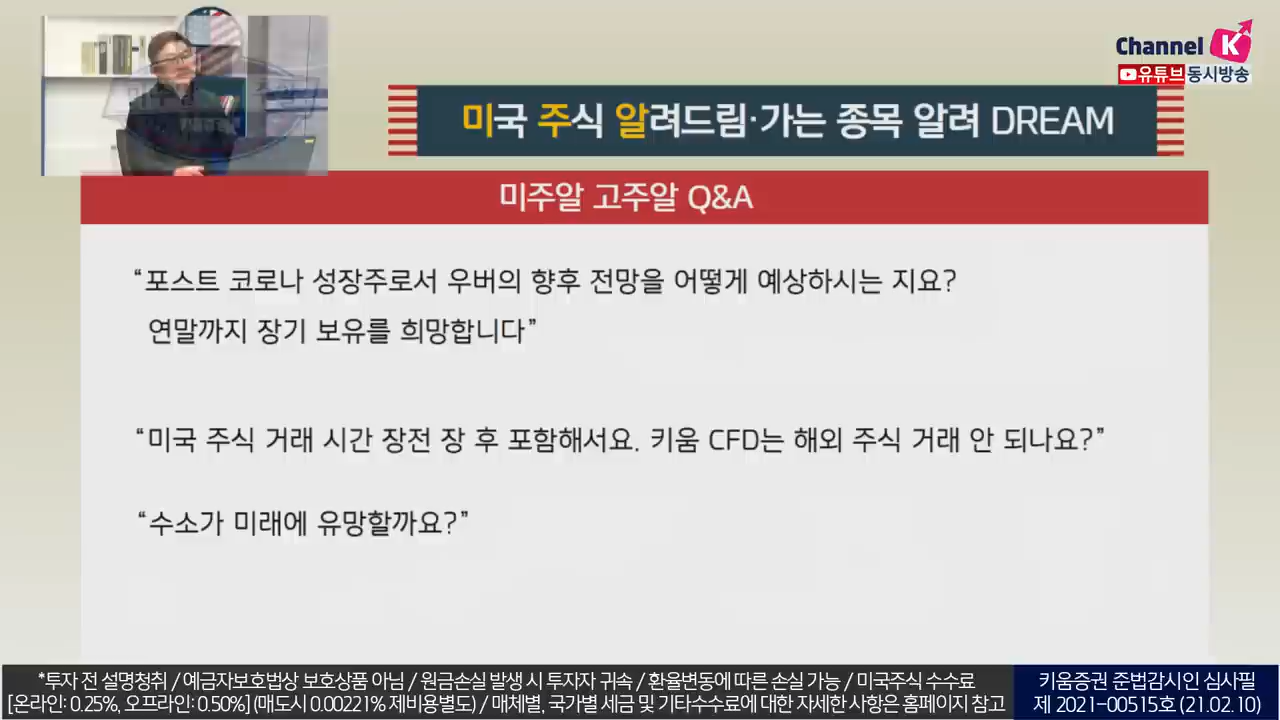 Channel K
유튜브동시방송
미국 주식 알려드림·가는 종목 알려 DREAM
미주알 고주알 Q&A
“포스트 코로나 성장주로서 우버의 향후 전망을 어떻게 예상하시는 지요?
연말까지 장기 보유를 희망합니다”
“미국 주식 거래 시간 장전 장 후 포함해서요. 키움 CFD는 해외 주식 거래 안 되나요?”
“수소가 미래에 유망할까요?”
*투자 전 설명청취 / 예금자보호법상 보호상품 아님 / 원금손실 발생 시 투자자 귀속 / 환율변동에 따른 손실 가능 / 미국주식 수수료
[온라인: 0.25%, 오프라인: 0.50%] (매도시 0.00221% 제비용별도) / 매체별, 국가별 세금 및 기타수수료에 대한 자세한 사항은 홈페이지 참고
키움증권 준법감시인 심사필
제 2021-00515호 (21.02.10)